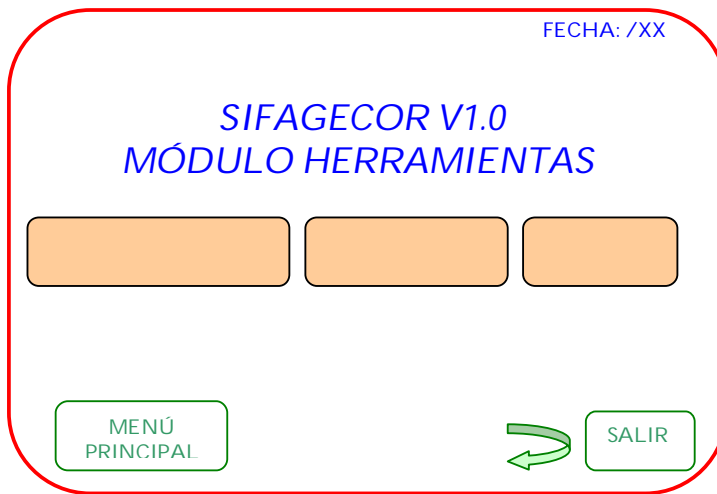 FECHA: /XX
SIFAGECOR V1.0
MÓDULO HERRAMIENTAS
MENÚ
PRINCIPAL
SALIR